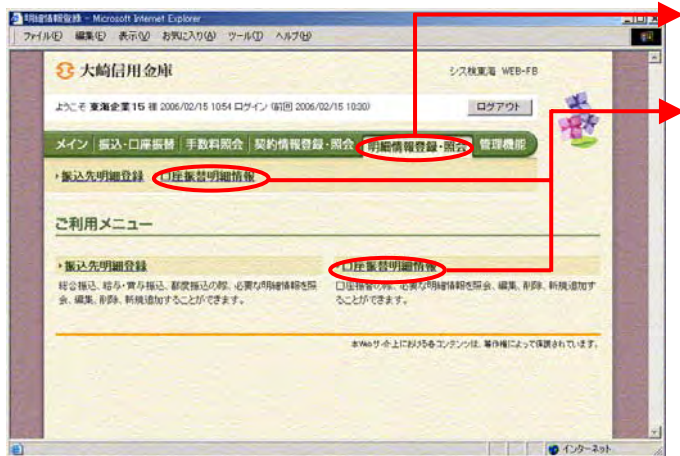 明細情報登録 - Microsoft Internet Explorer
ファイル(F) 編集(E) 表示(V) お気に入り(A) ツール(T) ヘルプ(H)
大崎信用金庫
シス検東海 WEB-FB
ようこそ 東海企業15 様 2006/02/15 10:54 ログイン (前回 2006/02/15 10:30)
ログアウト
メイン 振込・口座振替 手数料照会 契約情報登録・照会 明細情報登録・照会 管理機能
振込先明細登録 口座振替明細情報
ご利用メニュー
振込先明細登録
総合振込、給与・賞与振込、都度振込の際、必要な明細情報を照
会、編集、削除、新規追加することができます。
口座振替明細情報
口座振替の際、必要な明細情報を照会、編集、削除、新規追加す
ることができます。
本Webサイト上における各コンテンツは、著作権によって保護されています。
インターネット